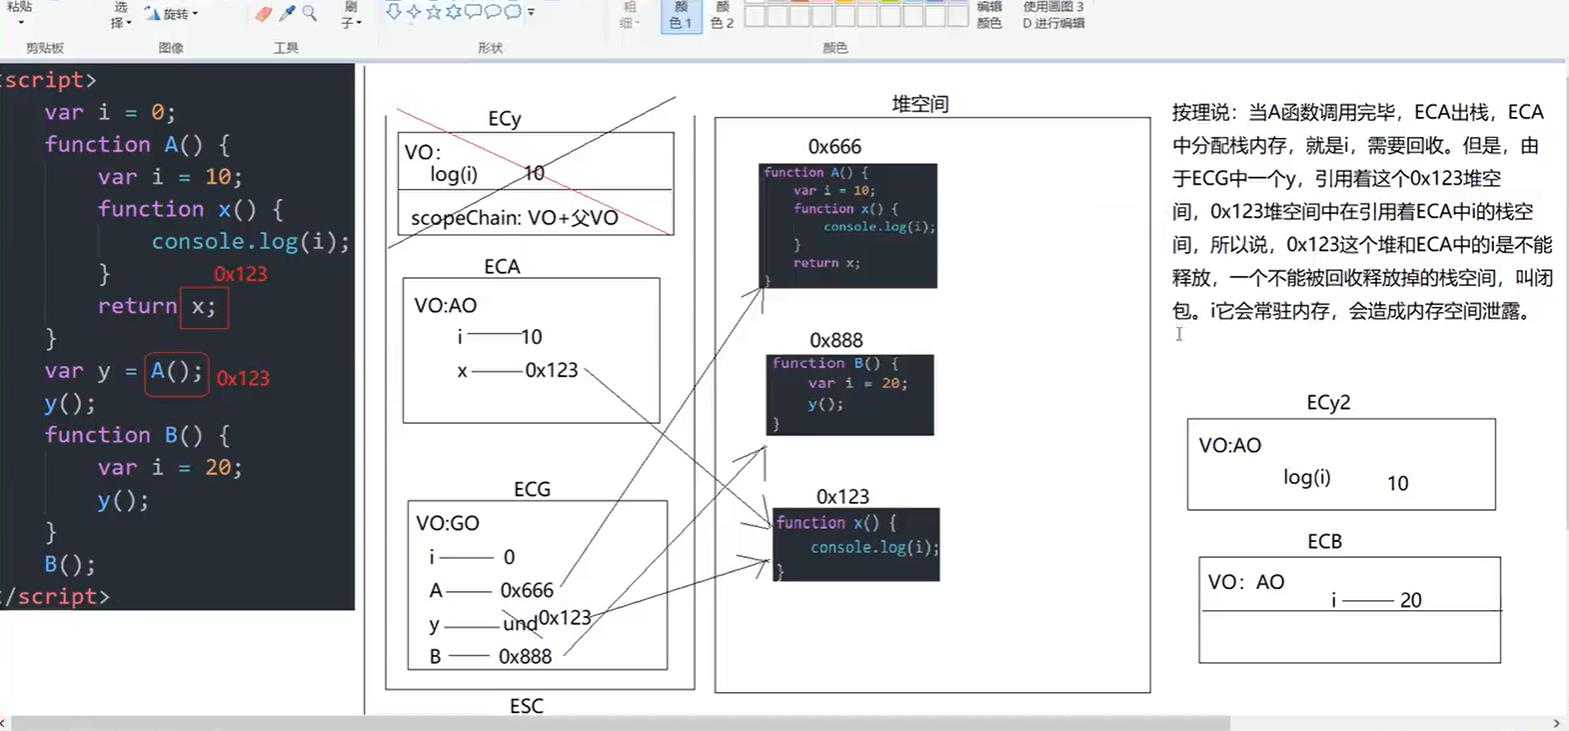 粘贴
选
择
旋转
刷
子
粗
细
颜
色 1
颜
色 2
编辑
颜色
使用画图 3
D 进行编辑
剪贴板
图像
工具
形状
颜色
script>
var i = 0;
function A() {
var i = 10;
function x() {
console.log(i);
}
0x123
return x;
}
var y = A();
0x123
y();
function B() {
var i = 20;
y();
}
B();
/script>
ECy
VO:
log(i) 10
scopeChain: VO+父VO
ECA
VO:AO
i 10
x 0x123
ECG
VO:GO
i 0
A 0x666
y und 0x123
B 0x888
ESC
堆空间
0x666
function A() {
var i = 10;
function x() {
console.log(i);
}
return x;
}
0x888
function B() {
var i = 20;
y();
}
0x123
function x() {
console.log(i);
}
按理说：当A函数调用完毕，ECA出栈，ECA
中分配栈内存，就是i，需要回收。但是，由
于ECG中一个y，引用着这个0x123堆空
间，0x123堆空间中在引用着ECA中i的栈空
间，所以说，0x123这个堆和ECA中的i是不能
释放，一个不能被回收释放掉的栈空间，叫闭
包。i它会常驻内存，会造成内存空间泄露。
ECy2
VO:AO
log(i) 10
ECB
VO：AO
i 20